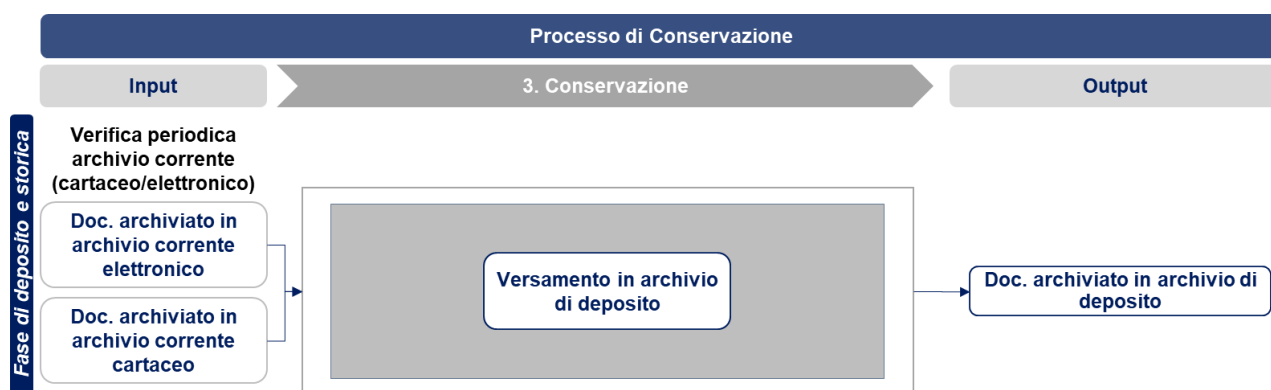 Processo di Conservazione
Input
3. Conservazione
Output
Fase di deposito e storica
Verifica periodica
archivio corrente
(cartaceo/elettronico)
Doc. archiviato in
archivio corrente
elettronico
Doc. archiviato in
archivio corrente
cartaceo
Versamento in archivio
di deposito
Doc. archiviato in archivio di
deposito